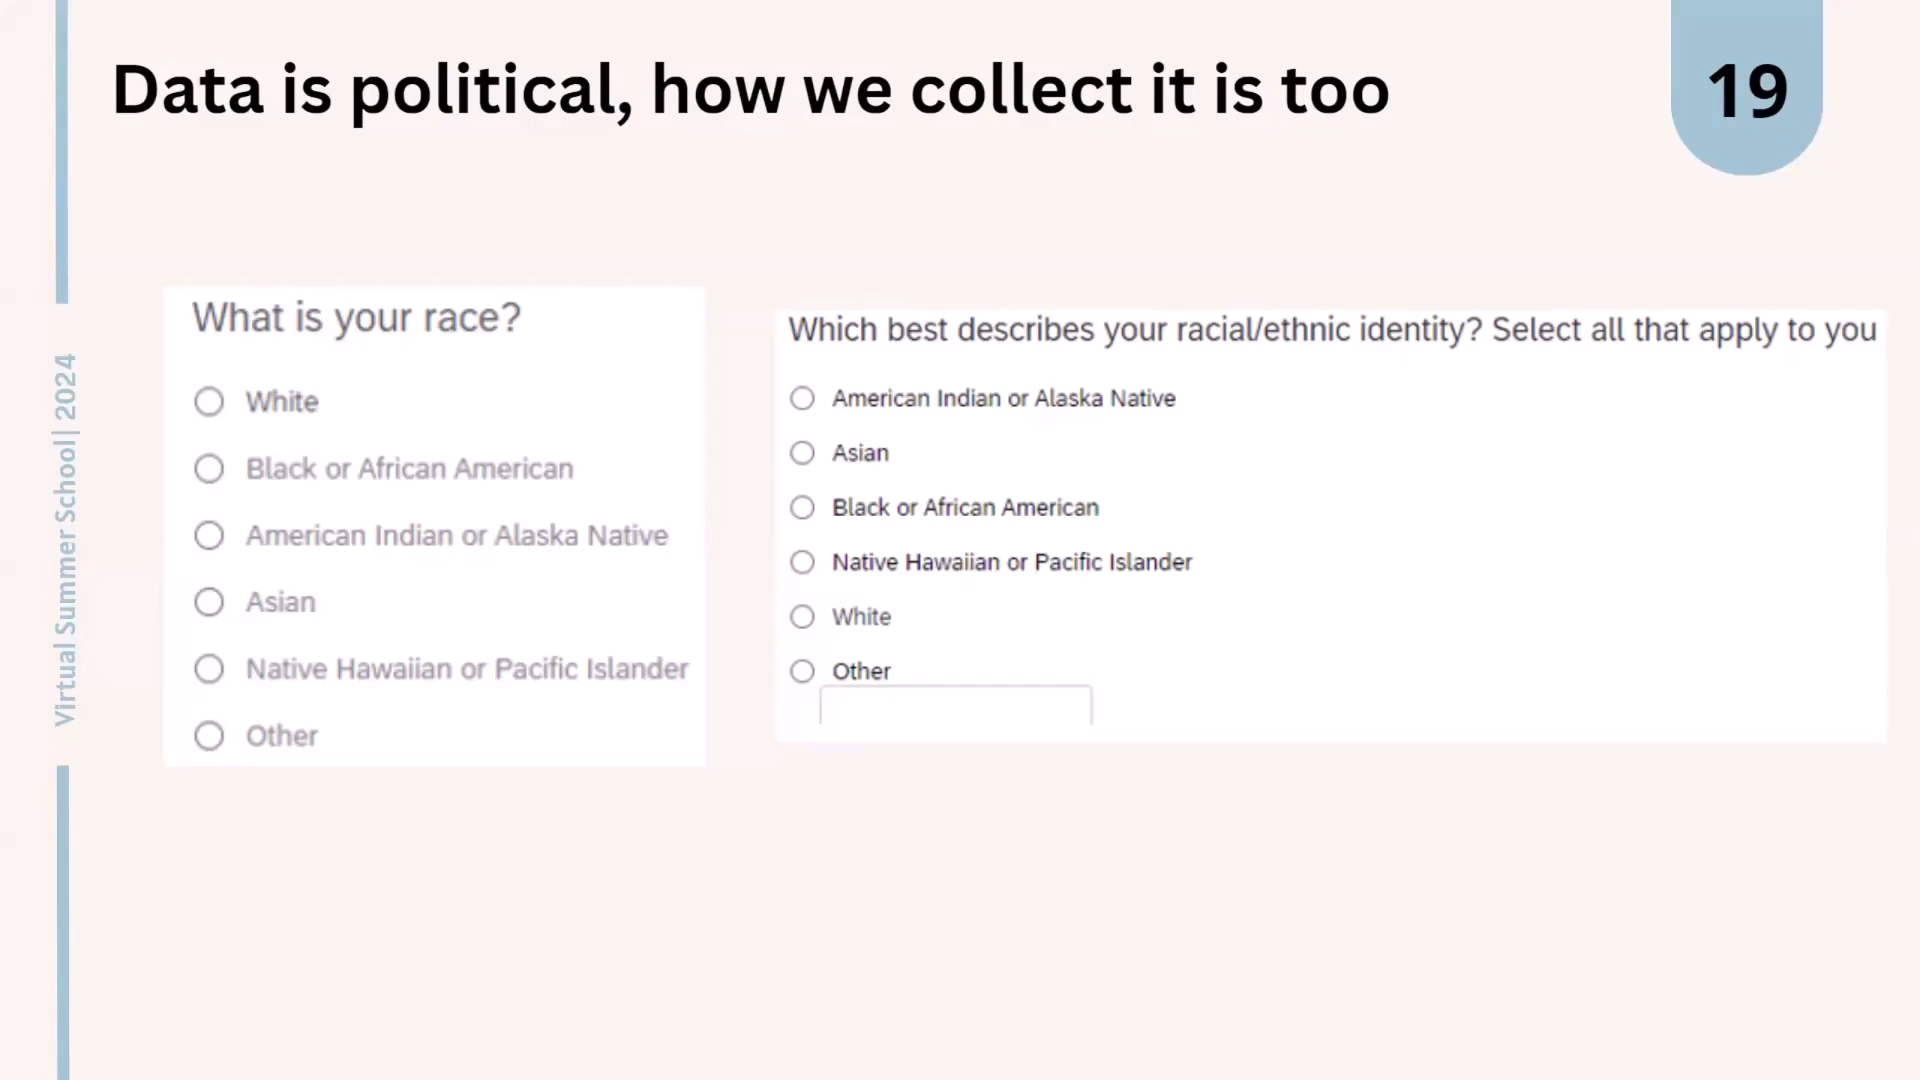 Data is political, how we collect it is too
19
Virtual Summer School| 2024
What is your race?
White
Black or African American
American Indian or Alaska Native
Asian
Native Hawaiian or Pacific Islander
Other
Which best describes your racial/ethnic identity? Select all that apply to you
American Indian or Alaska Native
Asian
Black or African American
Native Hawaiian or Pacific Islander
White
Other